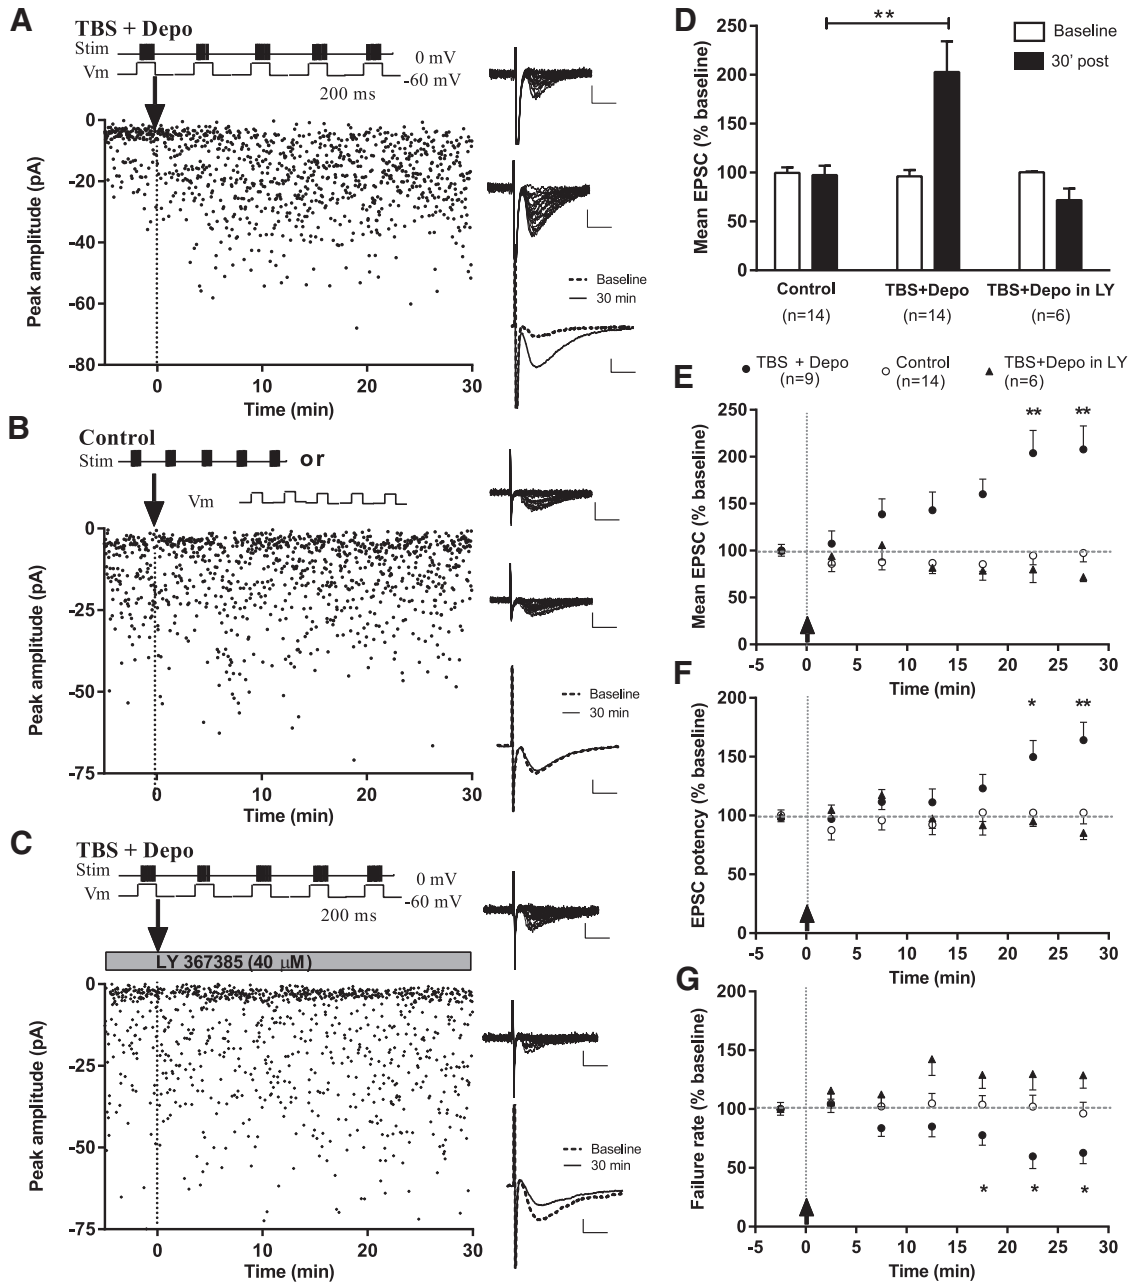 A
TBS + Depo
Stim
0 mV
Vm
-60 mV
200 ms
0
-20
-40
-60
-80
Peak amplitude (pA)
0 10 20 30
Time (min)
Baseline
30 min
B
Control
Stim
or
Vm
0
-25
-50
-75
Peak amplitude (pA)
0 10 20 30
Time (min)
Baseline
30 min
C
TBS + Depo
Stim
0 mV
Vm
-60 mV
200 ms
LY 367385 (40 μM)
0
-25
-50
-75
Peak amplitude (pA)
0 10 20 30
Time (min)
Baseline
30 min
D
**
Baseline
30' post
250
200
150
100
50
0
Mean EPSC (% baseline)
Control TBS+Depo TBS+Depo in LY
(n=14) (n=14) (n=6)
E
TBS + Depo Control TBS+Depo in LY
(n=9) (n=14) (n=6)
250
200
150
100
50
0
Mean EPSC (% baseline)
** **
-5 0 5 10 15 20 25 30
Time (min)
F
200
150
100
50
0
EPSC potency (% baseline)
* **
-5 0 5 10 15 20 25 30
Time (min)
G
200
150
100
50
0
Failure rate (% baseline)
* * *
-5 0 5 10 15 20 25 30
Time (min)